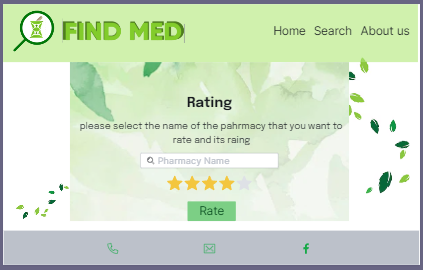 FIND MED
Home Search About us
Rating
please select the name of the pahrmacy that you want to
rate and its raing
Pharmacy Name
Rate